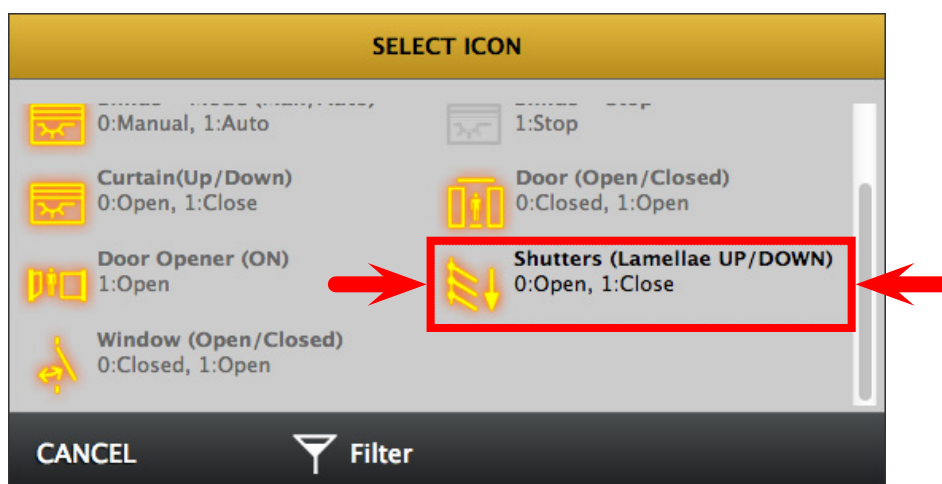 SELECT ICON
0:Manual, 1:Auto
1:Stop
Curtain(Up/Down)
0:Open, 1:Close
Door (Open/Closed)
0:Closed, 1:Open
Door Opener (ON)
1:Open
Shutters (Lamellae UP/DOWN)
0:Open, 1:Close
Window (Open/Closed)
0:Closed, 1:Open
CANCEL
Filter